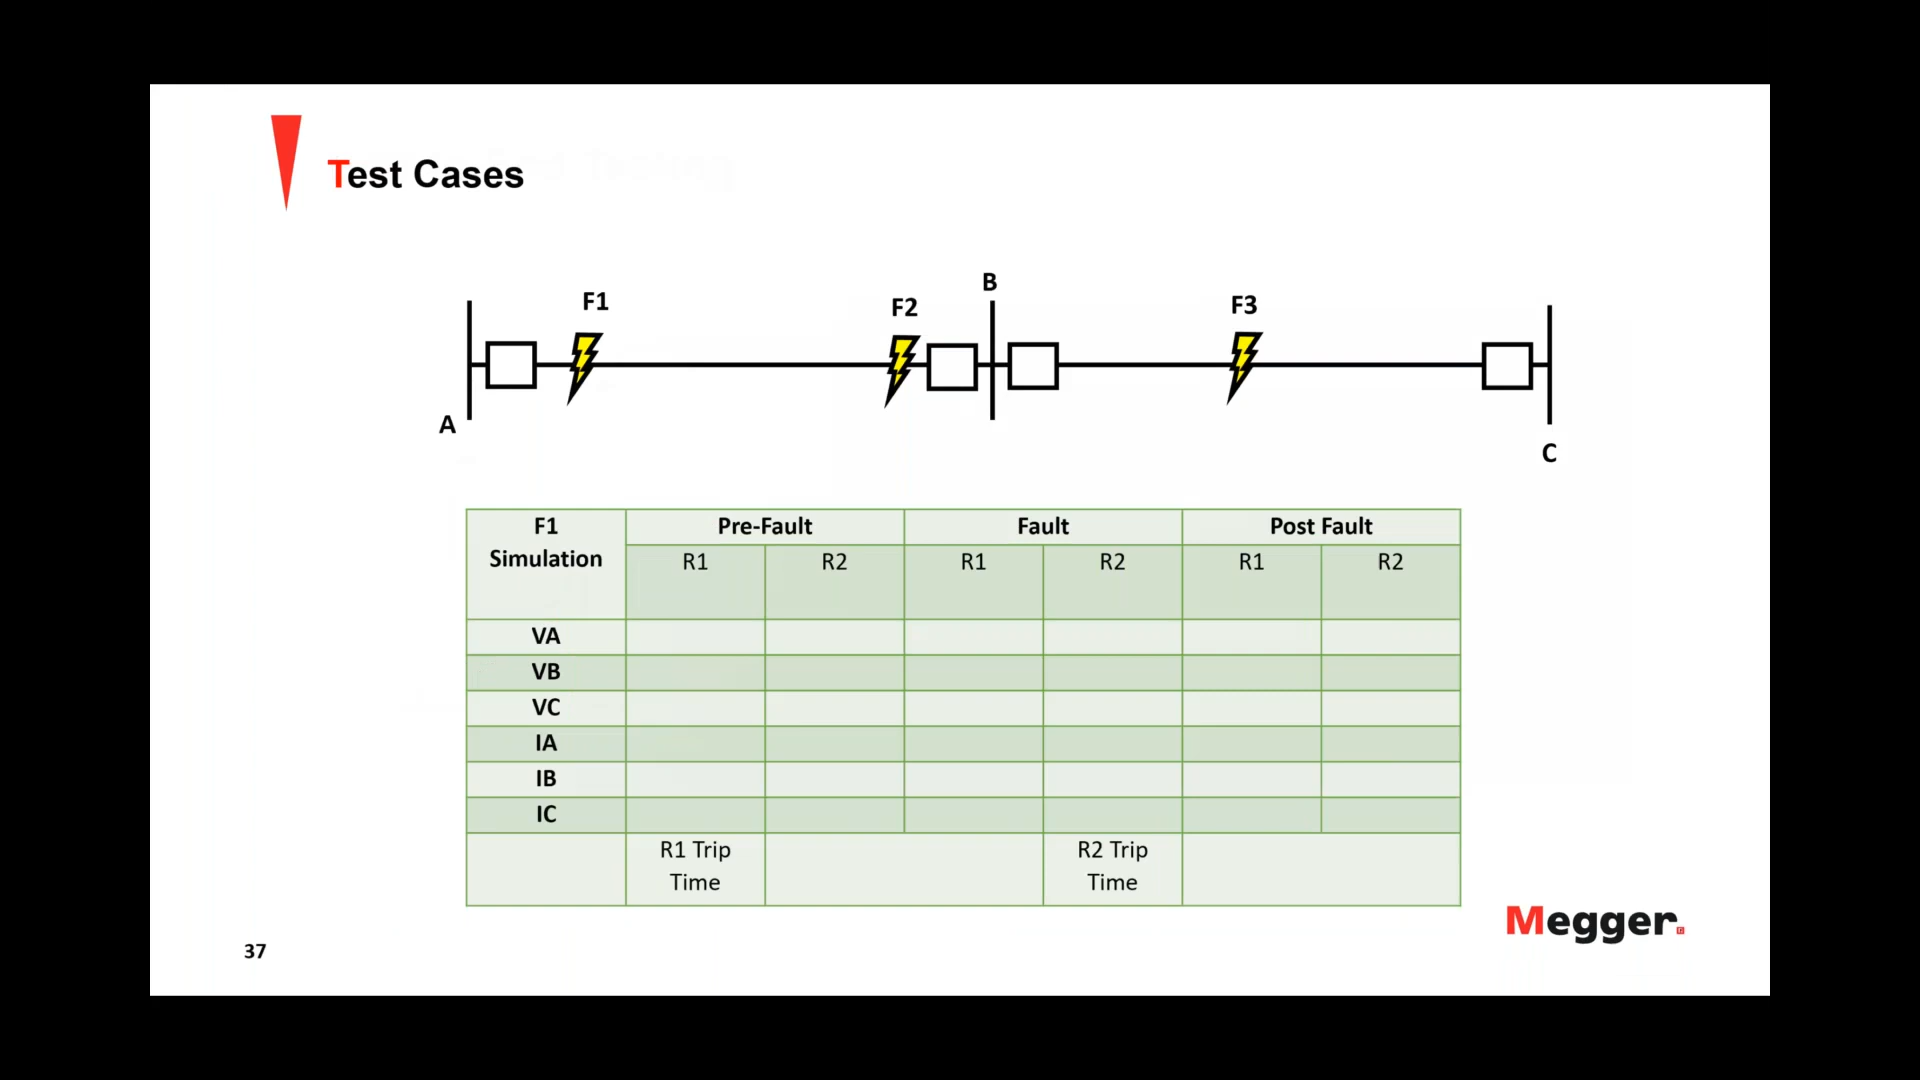 Test Cases
B
F1
F2
F3
A
C
F1 Simulation
Pre-Fault
Fault
Post Fault
R1
R2
R1
R2
R1
R2
VA
VB
VC
IA
IB
IC
R1 Trip
Time
R2 Trip
Time
Megger.
37